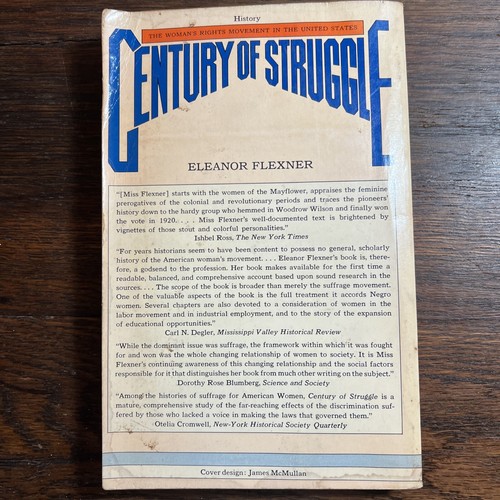 History
THE WOMAN'S RIGHTS MOVEMENT IN THE UNITED STATES
CENTURY OF STRUGGLE
ELEANOR FLEXNER
"[Miss Flexner] starts with the women of the Mayflower, appraises the feminine
prerogatives of the colonial and revolutionary periods and traces the pioneers'
history down to the hardy group who hemmed in Woodrow Wilson and finally won
the vote in 1920. . . . Miss Flexner's well-documented text is brightened by
vignettes of those stout and colorful personalities."
Ishbel Ross, The New York Times
"For years historians seem to have been content to possess no general, scholarly
history of the American woman's movement. . . . Eleanor Flexner's book is, there-
fore, a godsend to the profession. Her book makes available for the first time a
readable, balanced, and comprehensive account based upon sound research in the
sources. . . . The scope of the book is broader than merely the suffrage movement.
One of the valuable aspects of the book is the full treatment it accords Negro
women. Several chapters are also devoted to a consideration of women in the
labor movement and in industrial employment, and to the story of the expansion
of educational opportunities."
Carl N. Degler, Mississippi Valley Historical Review
"While the dominant issue was suffrage, the framework within which it was fought
for and won was the whole changing relationship of women to society. It is Miss
Flexner's continuing awareness of this changing relationship and the social factors
responsible for it that distinguishes her book from much other writing on the subject."
Dorothy Rose Blumberg, Science and Society
"Among the histories of suffrage for American Women, Century of Struggle is a
mature, comprehensive study of the far-reaching effects of the discrimination suf-
fered by those who lacked a voice in making the laws that governed them."
Otelia Cromwell, New-York Historical Society Quarterly
Cover design: James McMullan